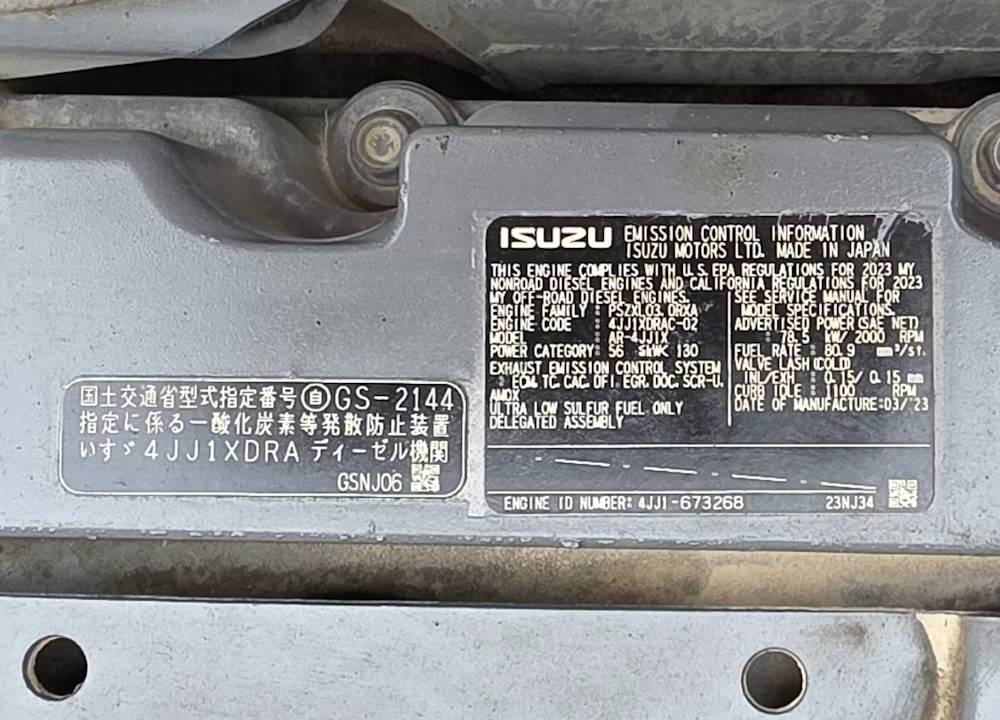 国土交通省型式指定番号 自 GS-2144
指定に係る一酸化炭素等発散防止装置
いすゞ 4JJ1XDRA ディーゼル機関
GSNJ06
ISUZU EMISSION CONTROL INFORMATION
ISUZU MOTORS LTD. MADE IN JAPAN
THIS ENGINE COMPLIES WITH U.S. EPA REGULATIONS FOR 2023 MY
NONROAD DIESEL ENGINES AND CALIFORNIA REGULATIONS FOR 2023
MY OFF-ROAD DIESEL ENGINES.
ENGINE FAMILY : PSZXL03.0RXA
ENGINE CODE : 4JJ1XDRAC-02
MODEL : AR-4JJ1X
POWER CATEGORY: 56 ≤kW< 130
EXHAUST EMISSION CONTROL SYSTEM
: ECM, TC, CAC, DFI, EGR, DOC, SCR-U,
AMOX
ULTRA LOW SULFUR FUEL ONLY
DELEGATED ASSEMBLY
SEE SERVICE MANUAL FOR
MODEL SPECIFICATIONS.
ADVERTISED POWER(SAE NET)
: 78.5 kW/ 2000 RPM
FUEL RATE : 80.9 mm³/st.
VALVE LASH(COLD)
INL/EXH : 0.15/ 0.15 mm
CURB IDLE : 1100 RPM
DATE OF MANUFACTURE:03/'23
ENGINE ID NUMBER: 4JJ1-673268 23NJ34